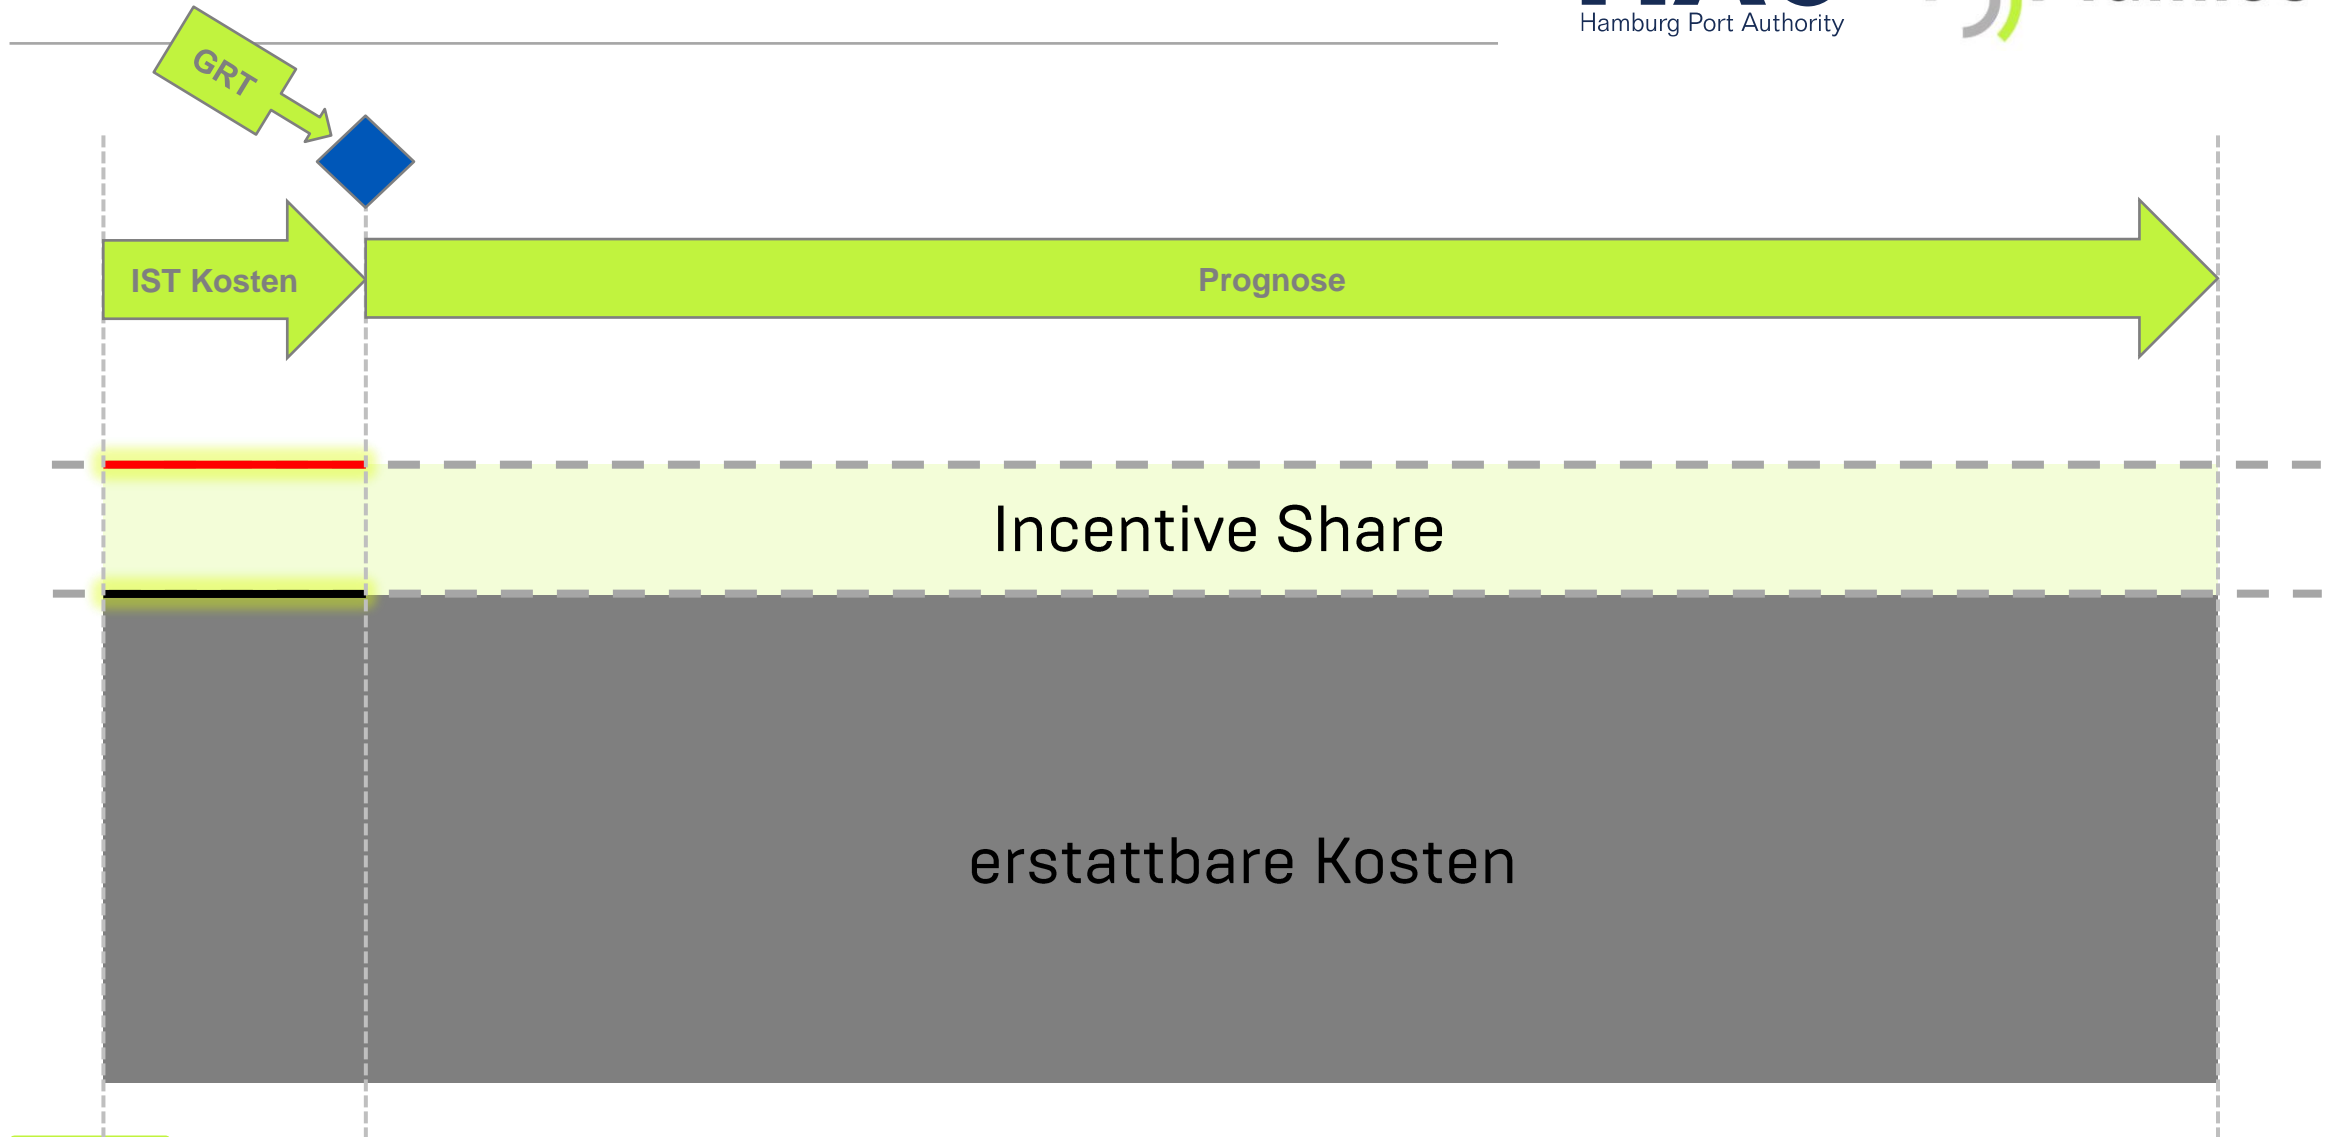 Hamburg Port Authority
GRT
IST Kosten
Prognose
Incentive Share
erstattbare Kosten